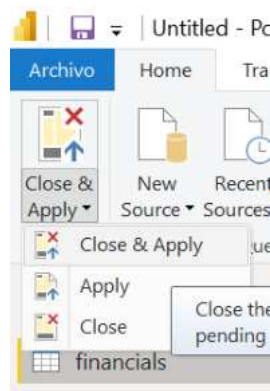 Untitled - Po
Archivo Home Tra
Close & New Recent
Apply Source Sources
Close & Apply
Apply
Close
Close the
pending
financials